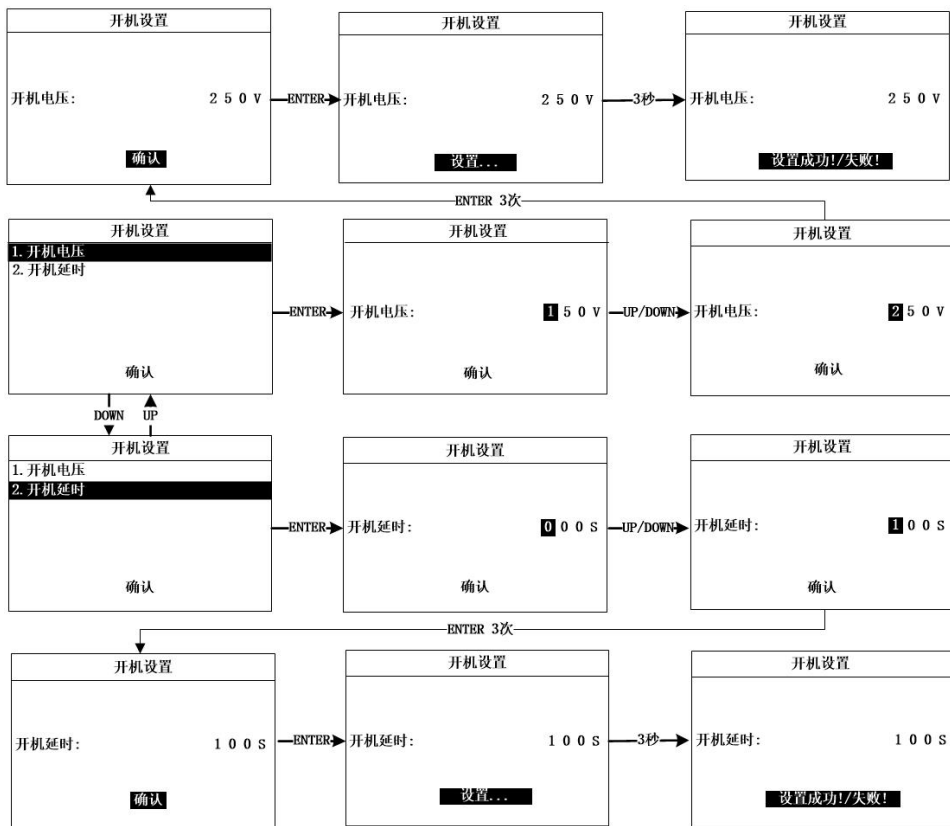 开机设置
开机电压: 2 5 0 V
确认
ENTER
开机设置
开机电压: 2 5 0 V
设置...
3秒
开机设置
开机电压: 2 5 0 V
设置成功!/失败!
ENTER 3次
开机设置
1.开机电压
2.开机延时
确认
ENTER
开机设置
开机电压: 1 5 0 V
确认
UP/DOWN
开机设置
开机电压: 2 5 0 V
确认
DOWN UP
开机设置
1.开机电压
2.开机延时
确认
ENTER
开机设置
开机延时: 0 0 0 S
确认
UP/DOWN
开机设置
开机延时: 1 0 0 S
确认
ENTER 3次
开机设置
开机延时: 1 0 0 S
确认
ENTER
开机设置
开机延时: 1 0 0 S
设置...
3秒
开机设置
开机延时: 1 0 0 S
设置成功!/失败!